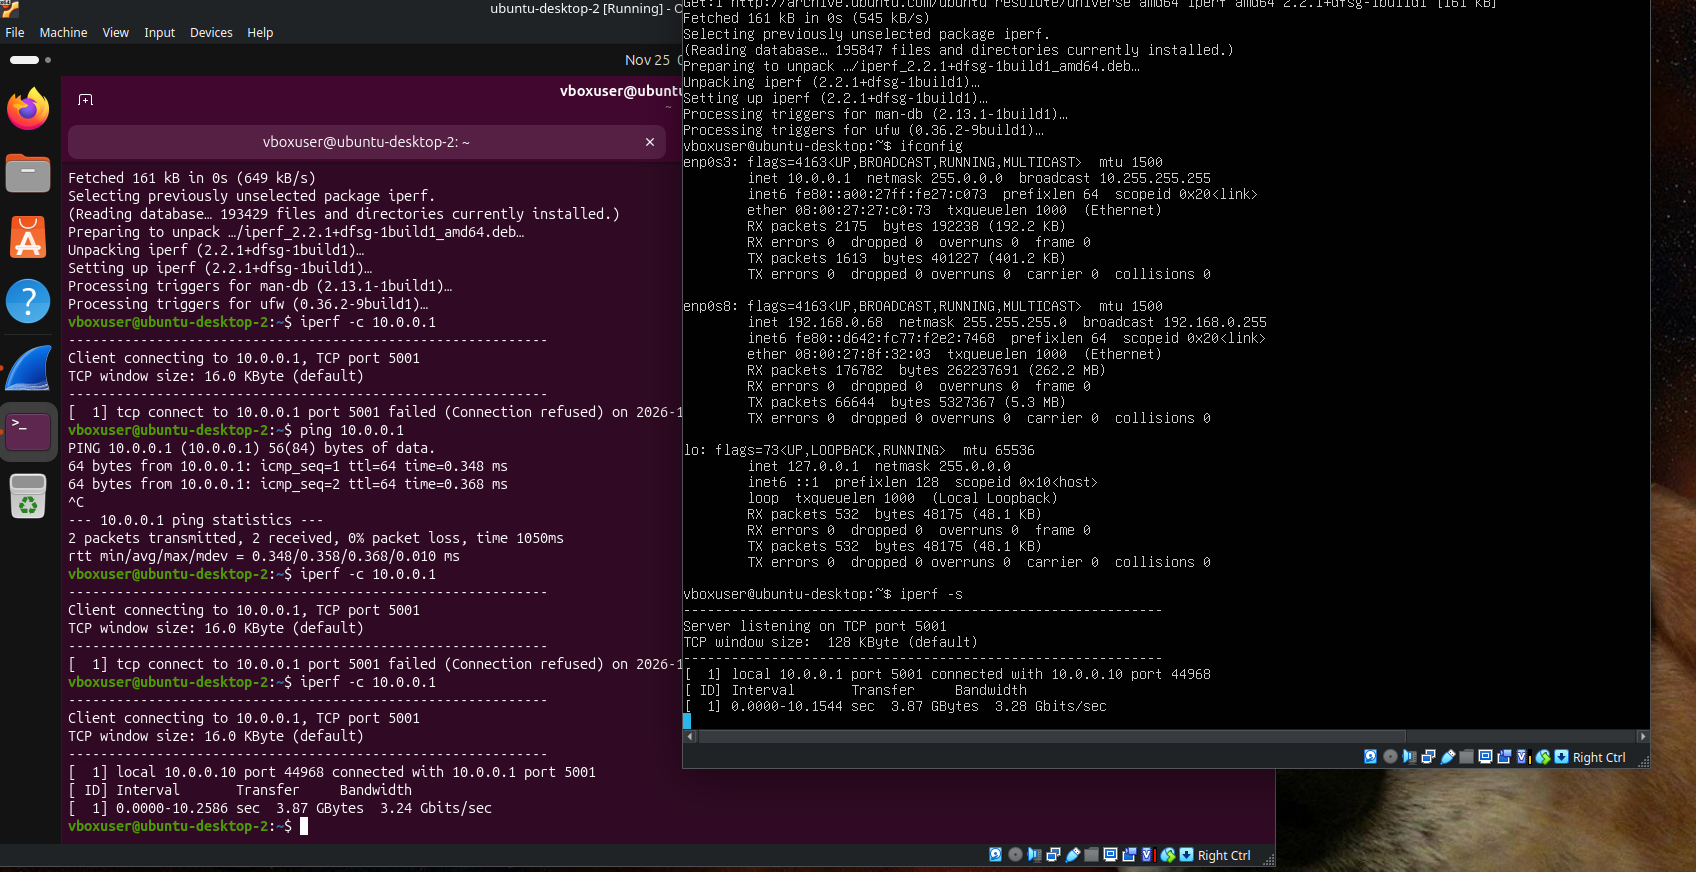 ubuntu-desktop-2 [Running] - O
File Machine View Input Devices Help
Nov 25
vboxuser@ubuntu
~
vboxuser@ubuntu-desktop-2: ~
Fetched 161 kB in 0s (649 kB/s)
Selecting previously unselected package iperf.
(Reading database… 193429 files and directories currently installed.)
Preparing to unpack …/iperf_2.2.1+dfsg-1build1_amd64.deb…
Unpacking iperf (2.2.1+dfsg-1build1)…
Setting up iperf (2.2.1+dfsg-1build1)…
Processing triggers for man-db (2.13.1-1build1)…
Processing triggers for ufw (0.36.2-9build1)…
vboxuser@ubuntu-desktop-2:~$ iperf -c 10.0.0.1
------------------------------------------------------------
Client connecting to 10.0.0.1, TCP port 5001
TCP window size: 16.0 KByte (default)
------------------------------------------------------------
[  1] tcp connect to 10.0.0.1 port 5001 failed (Connection refused) on 2026-1
vboxuser@ubuntu-desktop-2:~$ ping 10.0.0.1
PING 10.0.0.1 (10.0.0.1) 56(84) bytes of data.
64 bytes from 10.0.0.1: icmp_seq=1 ttl=64 time=0.348 ms
64 bytes from 10.0.0.1: icmp_seq=2 ttl=64 time=0.368 ms
^C
--- 10.0.0.1 ping statistics ---
2 packets transmitted, 2 received, 0% packet loss, time 1050ms
rtt min/avg/max/mdev = 0.348/0.358/0.368/0.010 ms
vboxuser@ubuntu-desktop-2:~$ iperf -c 10.0.0.1
------------------------------------------------------------
Client connecting to 10.0.0.1, TCP port 5001
TCP window size: 16.0 KByte (default)
------------------------------------------------------------
[  1] tcp connect to 10.0.0.1 port 5001 failed (Connection refused) on 2026-1
vboxuser@ubuntu-desktop-2:~$ iperf -c 10.0.0.1
------------------------------------------------------------
Client connecting to 10.0.0.1, TCP port 5001
TCP window size: 16.0 KByte (default)
------------------------------------------------------------
[  1] local 10.0.0.10 port 44968 connected with 10.0.0.1 port 5001
[ ID] Interval       Transfer     Bandwidth
[  1] 0.0000-10.2586 sec  3.87 GBytes  3.24 Gbits/sec
vboxuser@ubuntu-desktop-2:~$
Right Ctrl
Get:1 http://archive.ubuntu.com/ubuntu resolute/universe amd64 iperf amd64 2.2.1+dfsg-1build1 [161 kB]
Fetched 161 kB in 0s (545 kB/s)
Selecting previously unselected package iperf.
(Reading database… 195847 files and directories currently installed.)
Preparing to unpack …/iperf_2.2.1+dfsg-1build1_amd64.deb…
Unpacking iperf (2.2.1+dfsg-1build1)…
Setting up iperf (2.2.1+dfsg-1build1)…
Processing triggers for man-db (2.13.1-1build1)…
Processing triggers for ufw (0.36.2-9build1)…
vboxuser@ubuntu-desktop:~$ ifconfig
enp0s3: flags=4163<UP,BROADCAST,RUNNING,MULTICAST>  mtu 1500
        inet 10.0.0.1  netmask 255.0.0.0  broadcast 10.255.255.255
        inet6 fe80::a00:27ff:fe27:c073  prefixlen 64  scopeid 0x20<link>
        ether 08:00:27:27:c0:73  txqueuelen 1000  (Ethernet)
        RX packets 2175  bytes 192238 (192.2 KB)
        RX errors 0  dropped 0  overruns 0  frame 0
        TX packets 1613  bytes 401227 (401.2 KB)
        TX errors 0  dropped 0 overruns 0  carrier 0  collisions 0
enp0s8: flags=4163<UP,BROADCAST,RUNNING,MULTICAST>  mtu 1500
        inet 192.168.0.68  netmask 255.255.255.0  broadcast 192.168.0.255
        inet6 fe80::d642:fc77:f2e2:7468  prefixlen 64  scopeid 0x20<link>
        ether 08:00:27:8f:32:03  txqueuelen 1000  (Ethernet)
        RX packets 176782  bytes 262237691 (262.2 MB)
        RX errors 0  dropped 0  overruns 0  frame 0
        TX packets 66644  bytes 5327367 (5.3 MB)
        TX errors 0  dropped 0 overruns 0  carrier 0  collisions 0
lo: flags=73<UP,LOOPBACK,RUNNING>  mtu 65536
        inet 127.0.0.1  netmask 255.0.0.0
        inet6 ::1  prefixlen 128  scopeid 0x10<host>
        loop  txqueuelen 1000  (Local Loopback)
        RX packets 532  bytes 48175 (48.1 KB)
        RX errors 0  dropped 0  overruns 0  frame 0
        TX packets 532  bytes 48175 (48.1 KB)
        TX errors 0  dropped 0 overruns 0  carrier 0  collisions 0
vboxuser@ubuntu-desktop:~$ iperf -s
------------------------------------------------------------
Server listening on TCP port 5001
TCP window size:  128 KByte (default)
------------------------------------------------------------
[  1] local 10.0.0.1 port 5001 connected with 10.0.0.10 port 44968
[ ID] Interval       Transfer     Bandwidth
[  1] 0.0000-10.1544 sec  3.87 GBytes  3.28 Gbits/sec
Right Ctrl